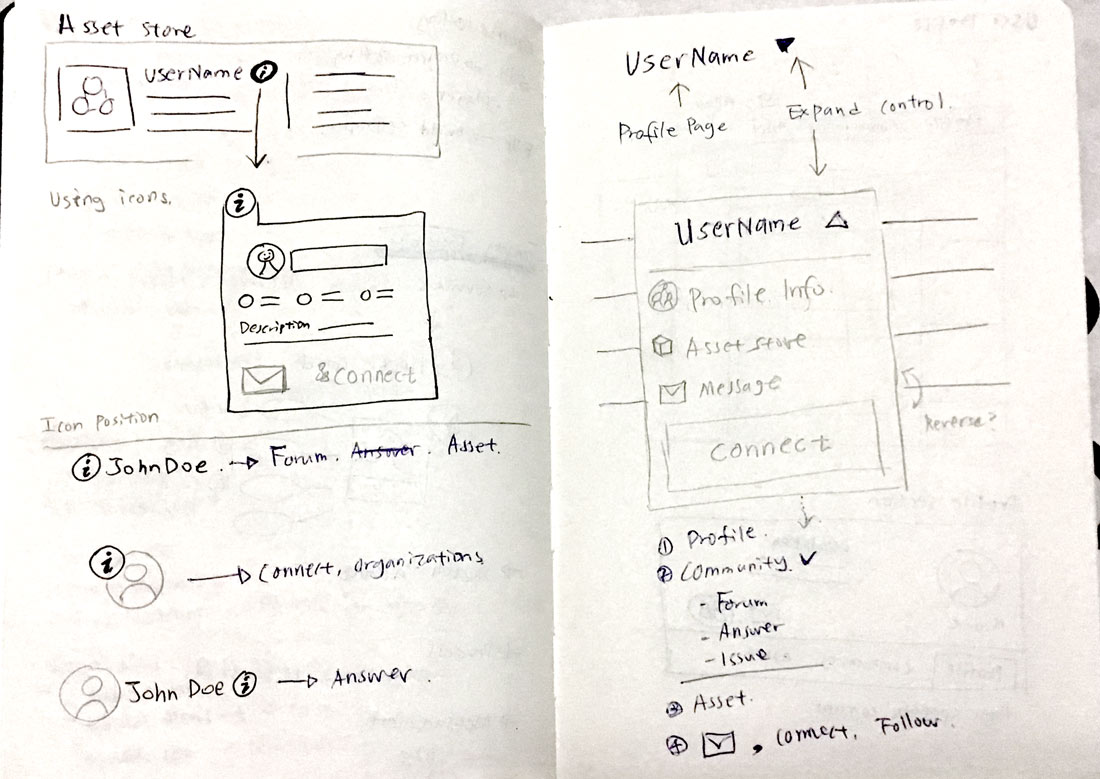 Asset store
UserName i
Using icons.
i
Description
& Connect
Icon Position
i John Doe. → Forum. Answer. Asset.
i → Connect, organizations
John Doe i → Answer.
UserName ▼
Profile Page
Expand control.
UserName △
Profile Info.
Asset store
Message
Connect
Reverse?
① Profile.
② Community. ✓
- Forum
- Answer
- Issue
③ Asset.
④ , Connect, Follow.